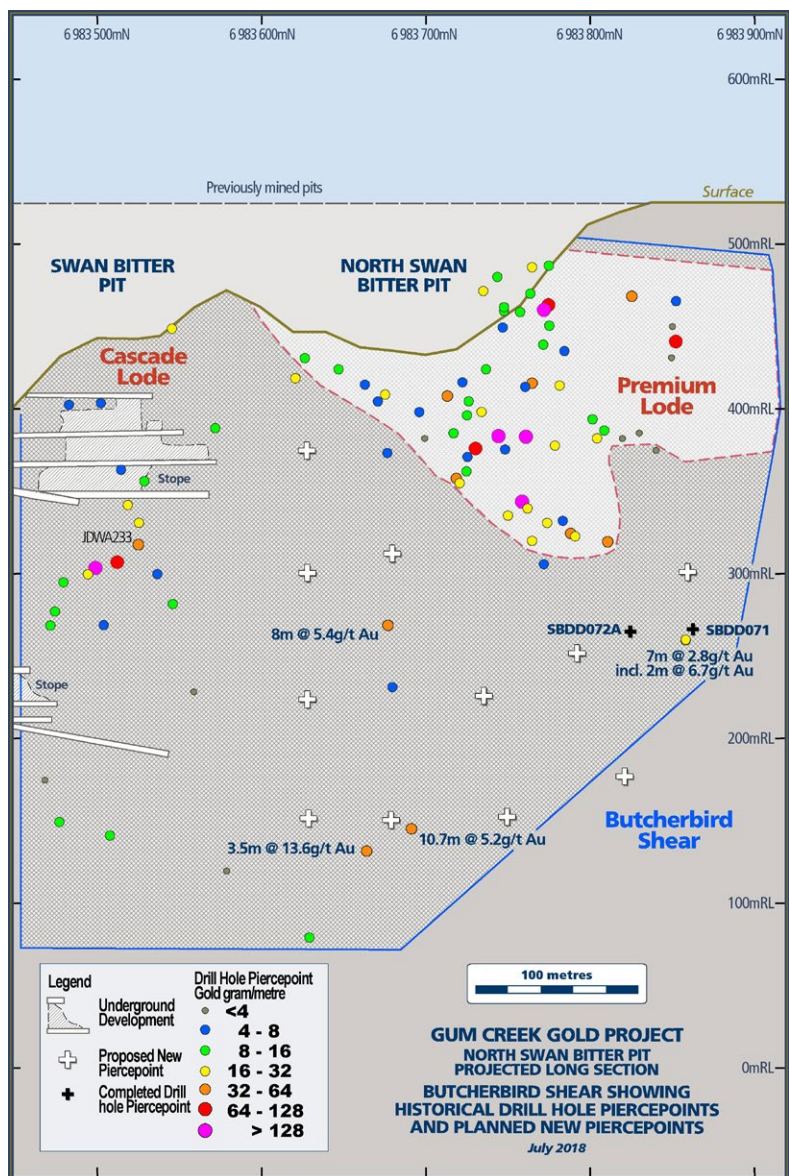 6 983 500mN
6 983 600mN
6 983 700mN
6 983 800mN
6 983 900mN
600mRL
Previously mined pits
Surface
500mRL
SWAN BITTER
PIT
NORTH SWAN
BITTER PIT
Cascade
Lode
Premium
Lode
400mRL
Stope
JDWA233
300mRL
8m @ 5.4g/t Au
SBDD072A
SBDD071
7m @ 2.8g/t Au
incl. 2m @ 6.7g/t Au
Stope
200mRL
Butcherbird
Shear
3.5m @ 13.6g/t Au
10.7m @ 5.2g/t Au
100mRL
Legend
Underground
Development
Proposed New
Piercepoint
Completed Drill
hole Piercepoint
Drill Hole Piercepoint
Gold gram/metre
<4
4 - 8
8 - 16
16 - 32
32 - 64
64 - 128
> 128
100 metres
0mRL
GUM CREEK GOLD PROJECT
NORTH SWAN BITTER PIT
PROJECTED LONG SECTION
BUTCHERBIRD SHEAR SHOWING
HISTORICAL DRILL HOLE PIERCEPOINTS
AND PLANNED NEW PIERCEPOINTS
July 2018